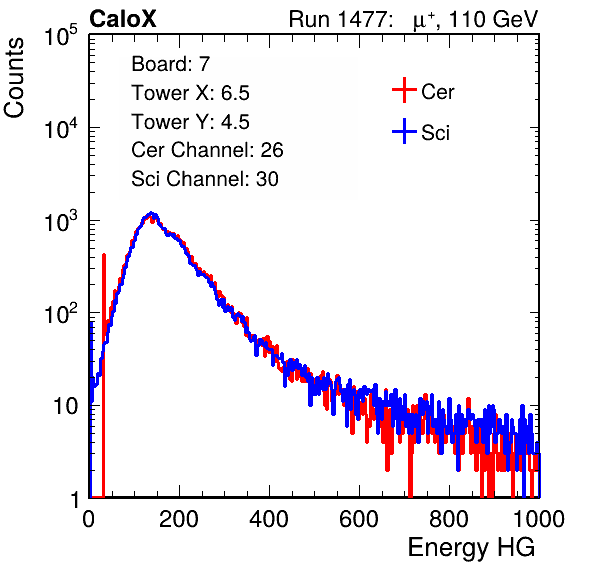 CaloX Run 1477: μ⁺, 110 GeV
Counts
Board: 7
Tower X: 6.5
Tower Y: 4.5
Cer Channel: 26
Sci Channel: 30
Cer
Sci
10⁵
10⁴
10³
10²
10
1
0 200 400 600 800 1000
Energy HG